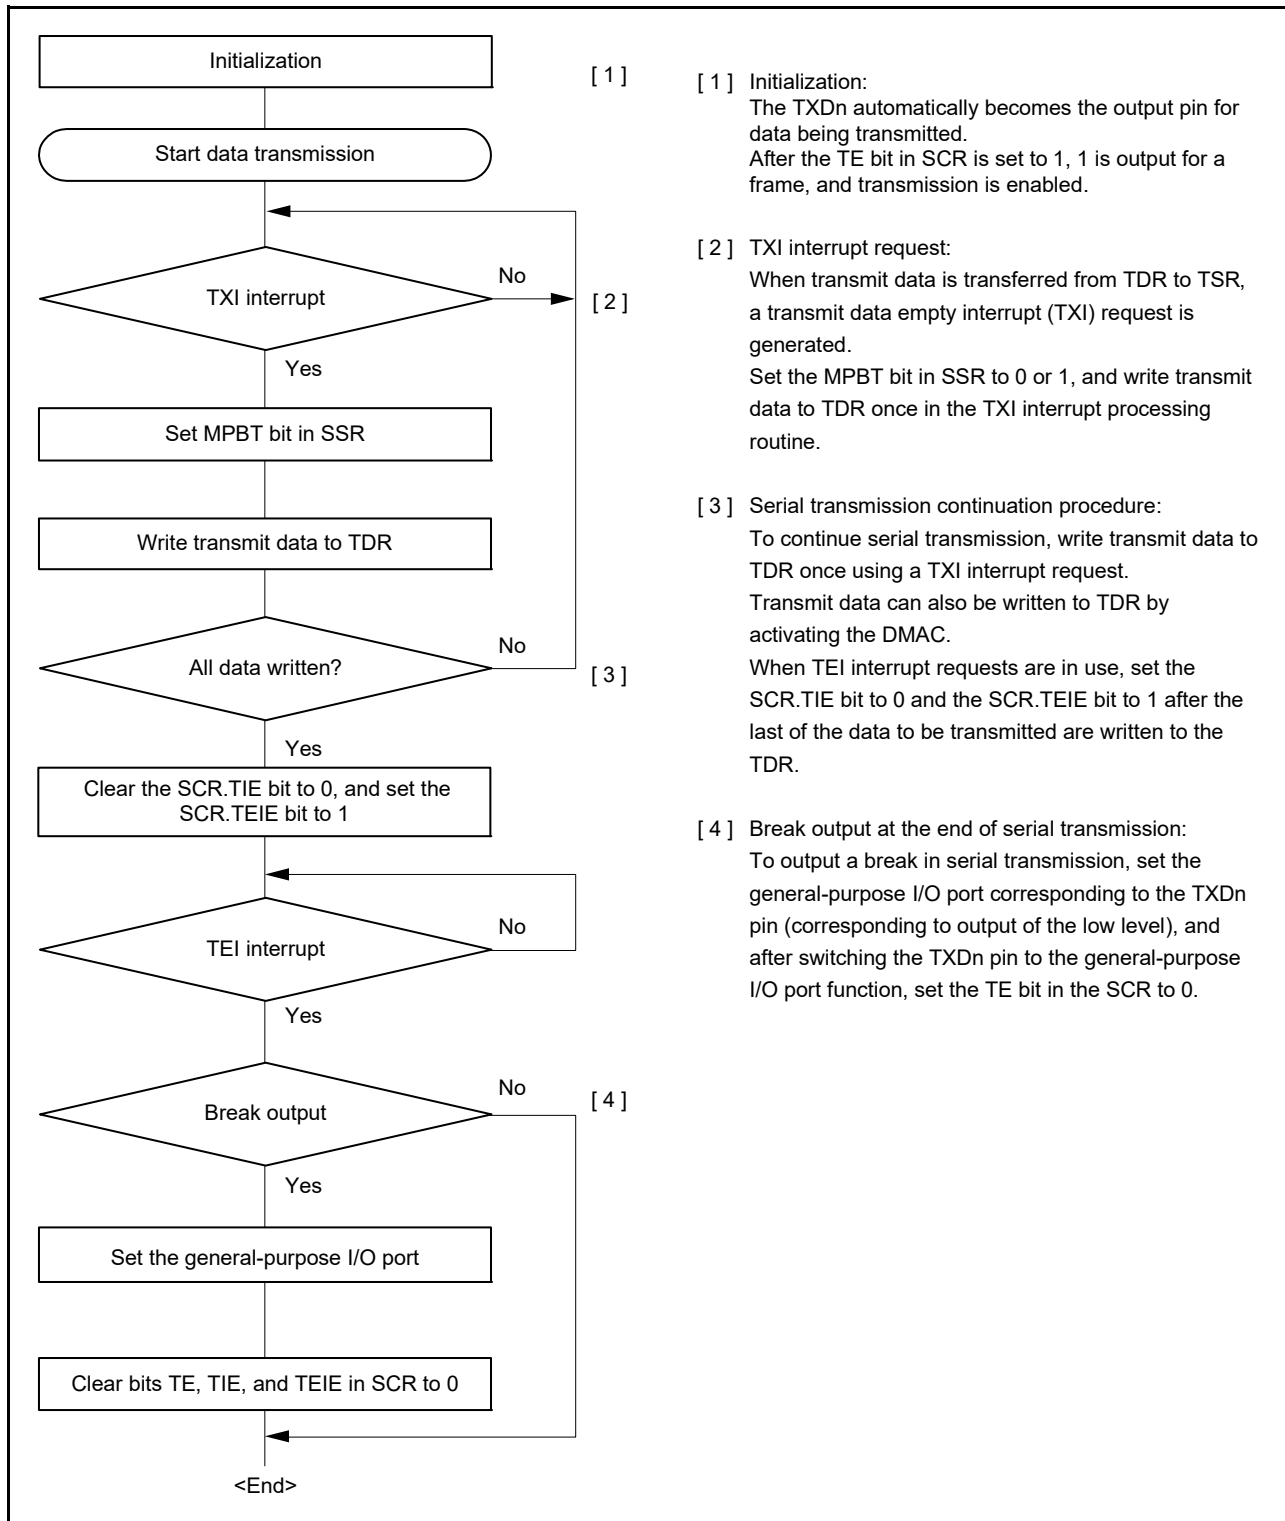 Initialization
[ 1 ]
Start data transmission
TXI interrupt
No
[ 2 ]
Yes
Set MPBT bit in SSR
Write transmit data to TDR
All data written?
No
[ 3 ]
Yes
Clear the SCR.TIE bit to 0, and set the
SCR.TEIE bit to 1
TEI interrupt
No
Yes
Break output
No
[ 4 ]
Yes
Set the general-purpose I/O port
Clear bits TE, TIE, and TEIE in SCR to 0
<End>
[ 1 ] Initialization:
The TXDn automatically becomes the output pin for
data being transmitted.
After the TE bit in SCR is set to 1, 1 is output for a
frame, and transmission is enabled.
[ 2 ] TXI interrupt request:
When transmit data is transferred from TDR to TSR,
a transmit data empty interrupt (TXI) request is
generated.
Set the MPBT bit in SSR to 0 or 1, and write transmit
data to TDR once in the TXI interrupt processing
routine.
[ 3 ] Serial transmission continuation procedure:
To continue serial transmission, write transmit data to
TDR once using a TXI interrupt request.
Transmit data can also be written to TDR by
activating the DMAC.
When TEI interrupt requests are in use, set the
SCR.TIE bit to 0 and the SCR.TEIE bit to 1 after the
last of the data to be transmitted are written to the
TDR.
[ 4 ] Break output at the end of serial transmission:
To output a break in serial transmission, set the
general-purpose I/O port corresponding to the TXDn
pin (corresponding to output of the low level), and
after switching the TXDn pin to the general-purpose
I/O port function, set the TE bit in the SCR to 0.